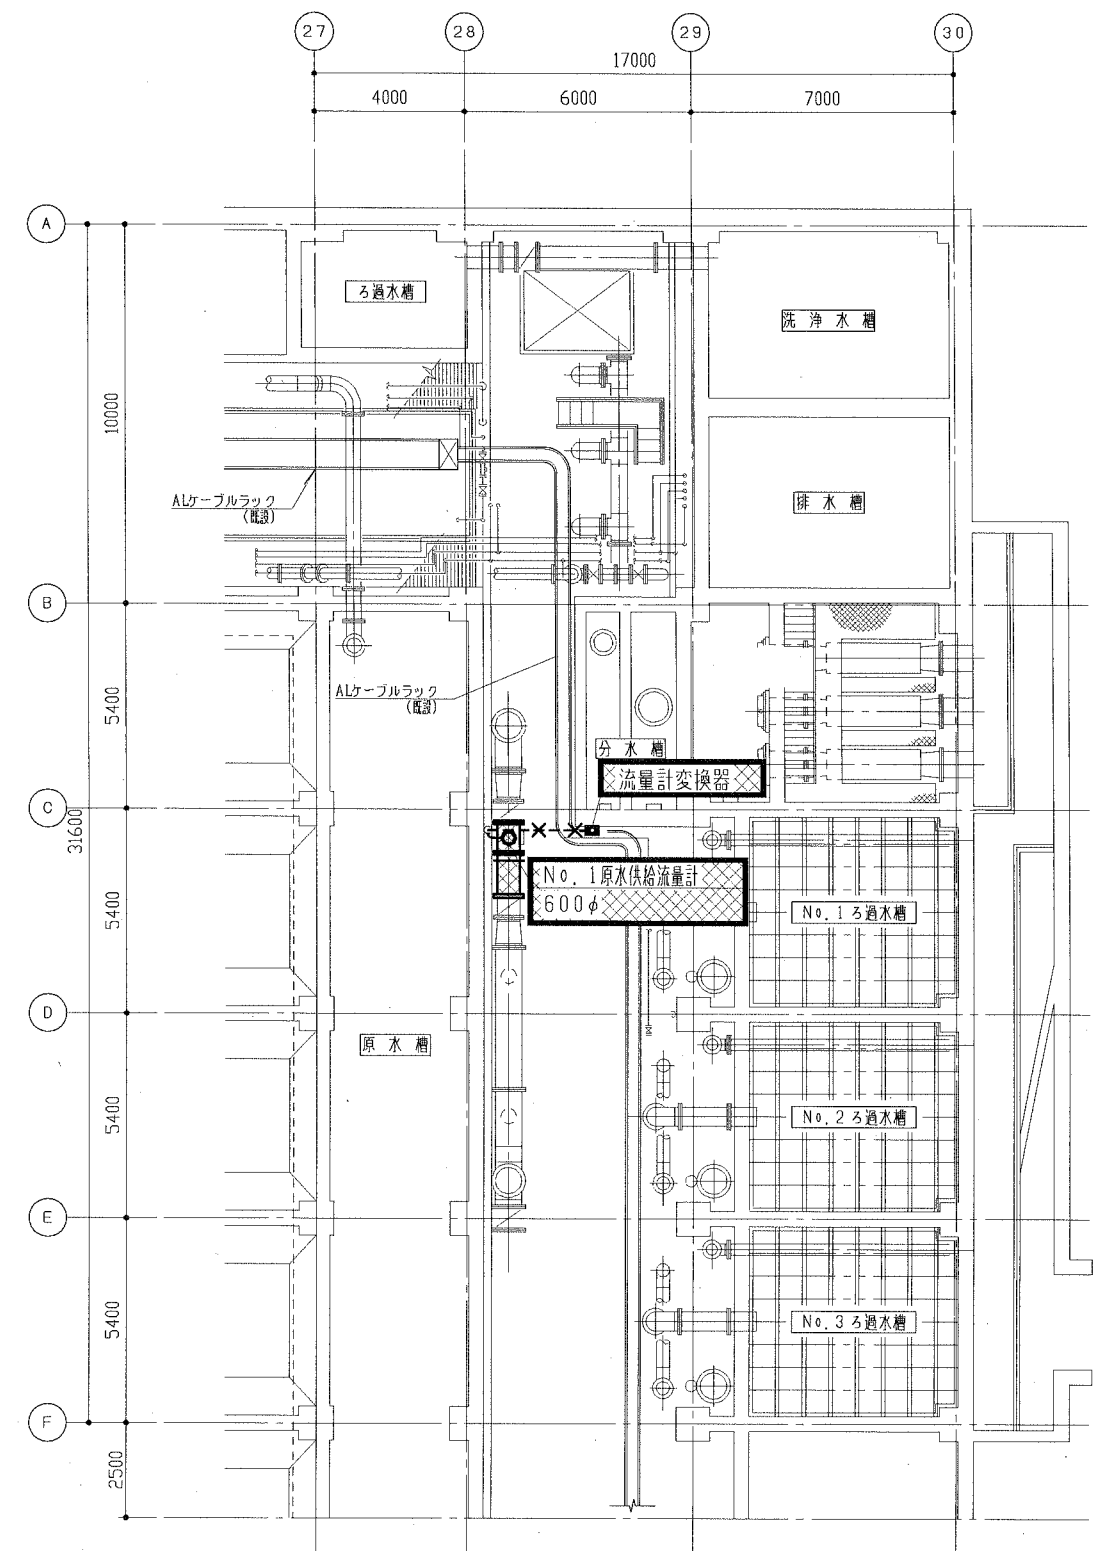 27
28
29
30
17000
4000
6000
7000
A
ろ過水槽
洗浄水槽
10000
排水槽
ALケーブルラック
(既設)
B
5400
ALケーブルラック
(既設)
分水槽
流量計変換器
C
31600
No. 1原水供給流量計
600φ
5400
No. 1 ろ過水槽
D
原水槽
5400
No. 2 ろ過水槽
E
5400
No. 3 ろ過水槽
F
2500